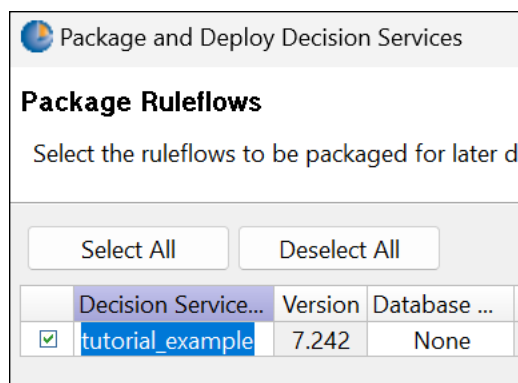 Package and Deploy Decision Services
Package Ruleflows
Select the ruleflows to be packaged for later d
Select All Deselect All
Decision Service... Version Database ...
tutorial_example 7.242 None